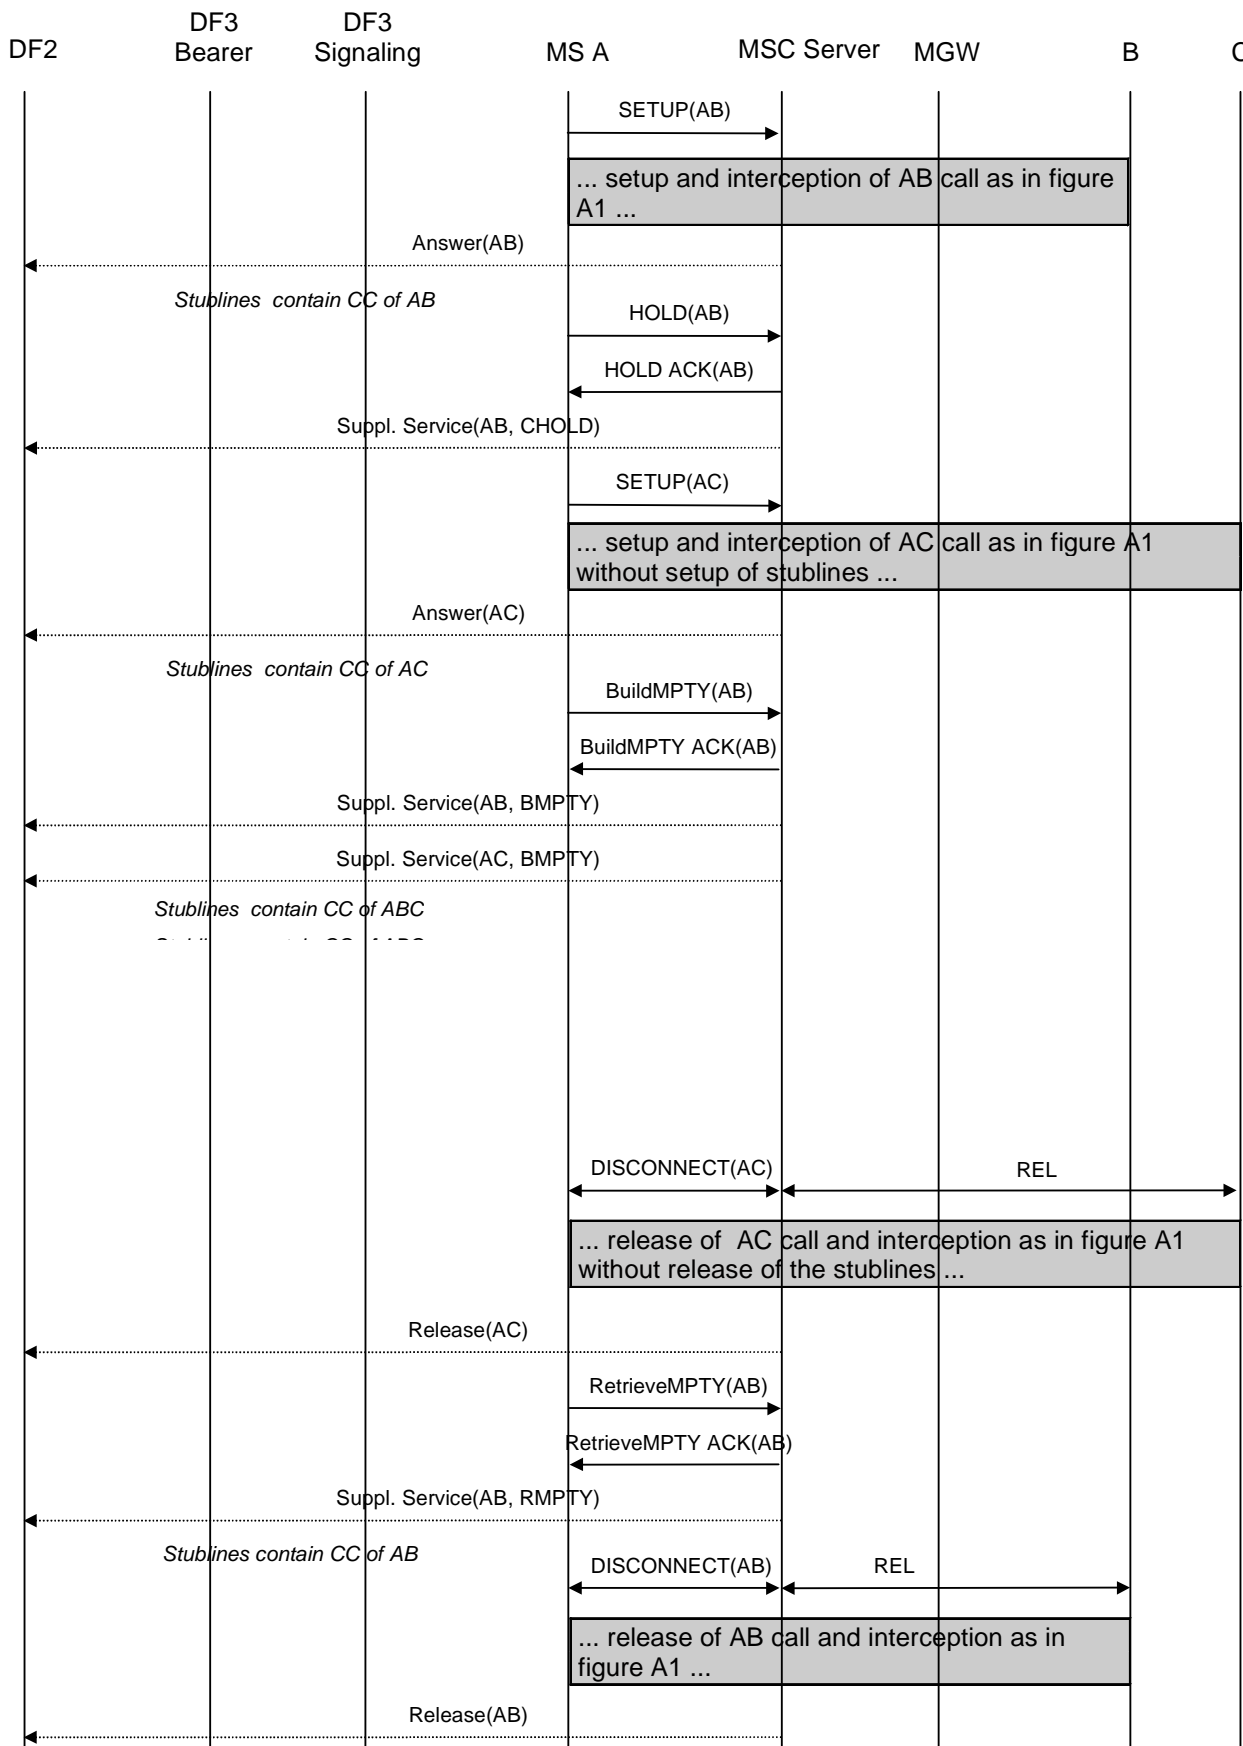 DF3 DF3
DF2 Bearer Signaling MS A MSC Server MGW B C
SETUP(AB)
... setup and interception of AB call as in figure
A1 ...
Answer(AB)
Stublines contain CC of AB
HOLD(AB)
HOLD ACK(AB)
Suppl. Service(AB, CHOLD)
SETUP(AC)
... setup and interception of AC call as in figure A1
without setup of stublines ...
Answer(AC)
Stublines contain CC of AC
BuildMPTY(AB)
BuildMPTY ACK(AB)
Suppl. Service(AB, BMPTY)
Suppl. Service(AC, BMPTY)
Stublines contain CC of ABC
Stublines contain CC of ABC
DISCONNECT(AC) REL
... release of AC call and interception as in figure A1
without release of the stublines ...
Release(AC)
RetrieveMPTY(AB)
RetrieveMPTY ACK(AB)
Suppl. Service(AB, RMPTY)
Stublines contain CC of AB
DISCONNECT(AB) REL
... release of AB call and interception as in
figure A1 ...
Release(AB)